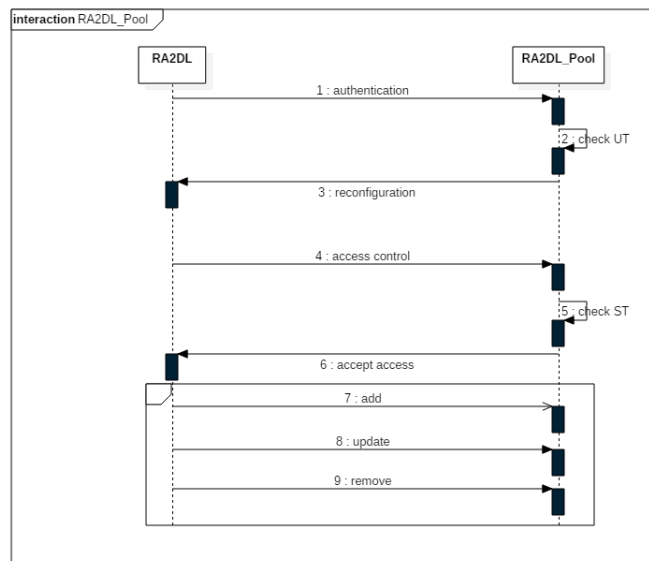 interaction RA2DL_Pool
RA2DL
RA2DL_Pool
1 : authentication
2 : check UT
3 : reconfiguration
4 : access control
5 : check ST
6 : accept access
7 : add
8 : update
9 : remove